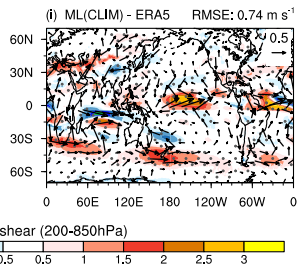 (i) ML(CLIM) - ERA5 RMSE: 0.74 m s⁻¹
0.5
60N
30N
0
30S
60S
0 60E 120E 180 120W 60W 0
shear (200-850hPa)
0.5 0.5 1 1.5 2 2.5 3